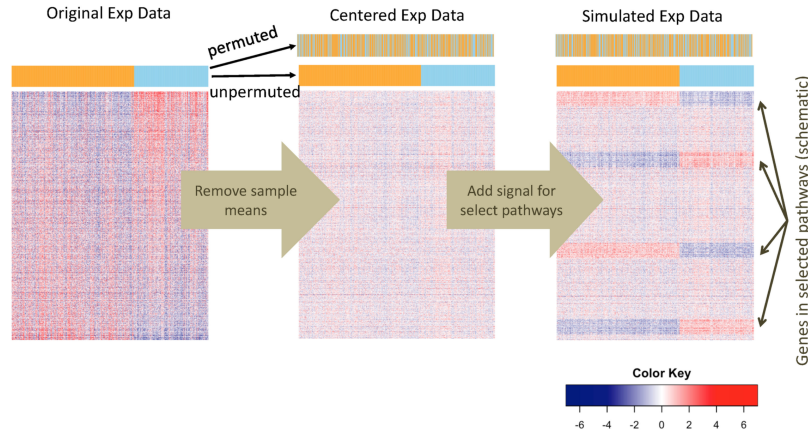 Original Exp Data
Centered Exp Data
Simulated Exp Data
permuted
unpermuted
Remove sample
means
Add signal for
select pathways
Genes in selected pathways (schematic)
Color Key
-6 -4 -2 0 2 4 6